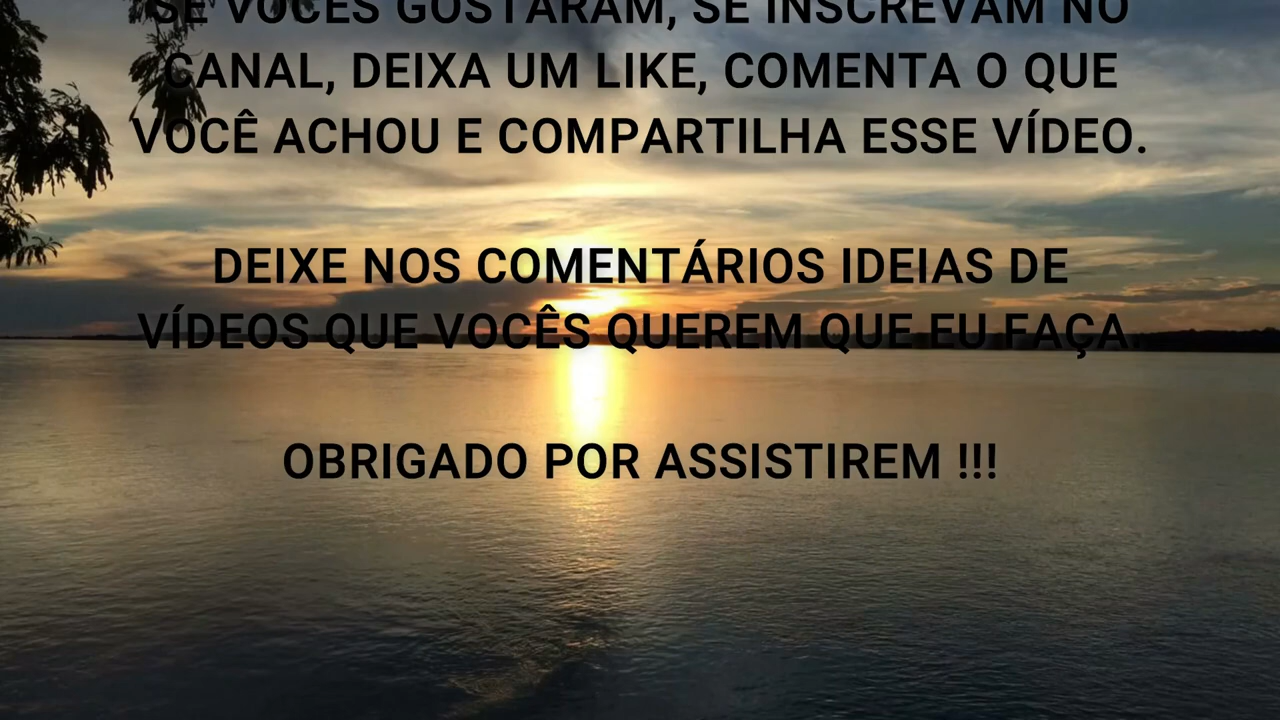 SE VOCÊS GOSTARAM, SE INSCREVAM NO
CANAL, DEIXA UM LIKE, COMENTA O QUE
VOCÊ ACHOU E COMPARTILHA ESSE VÍDEO.
DEIXE NOS COMENTÁRIOS IDEIAS DE
VÍDEOS QUE VOCÊS QUEREM QUE EU FAÇA.
OBRIGADO POR ASSISTIREM !!!